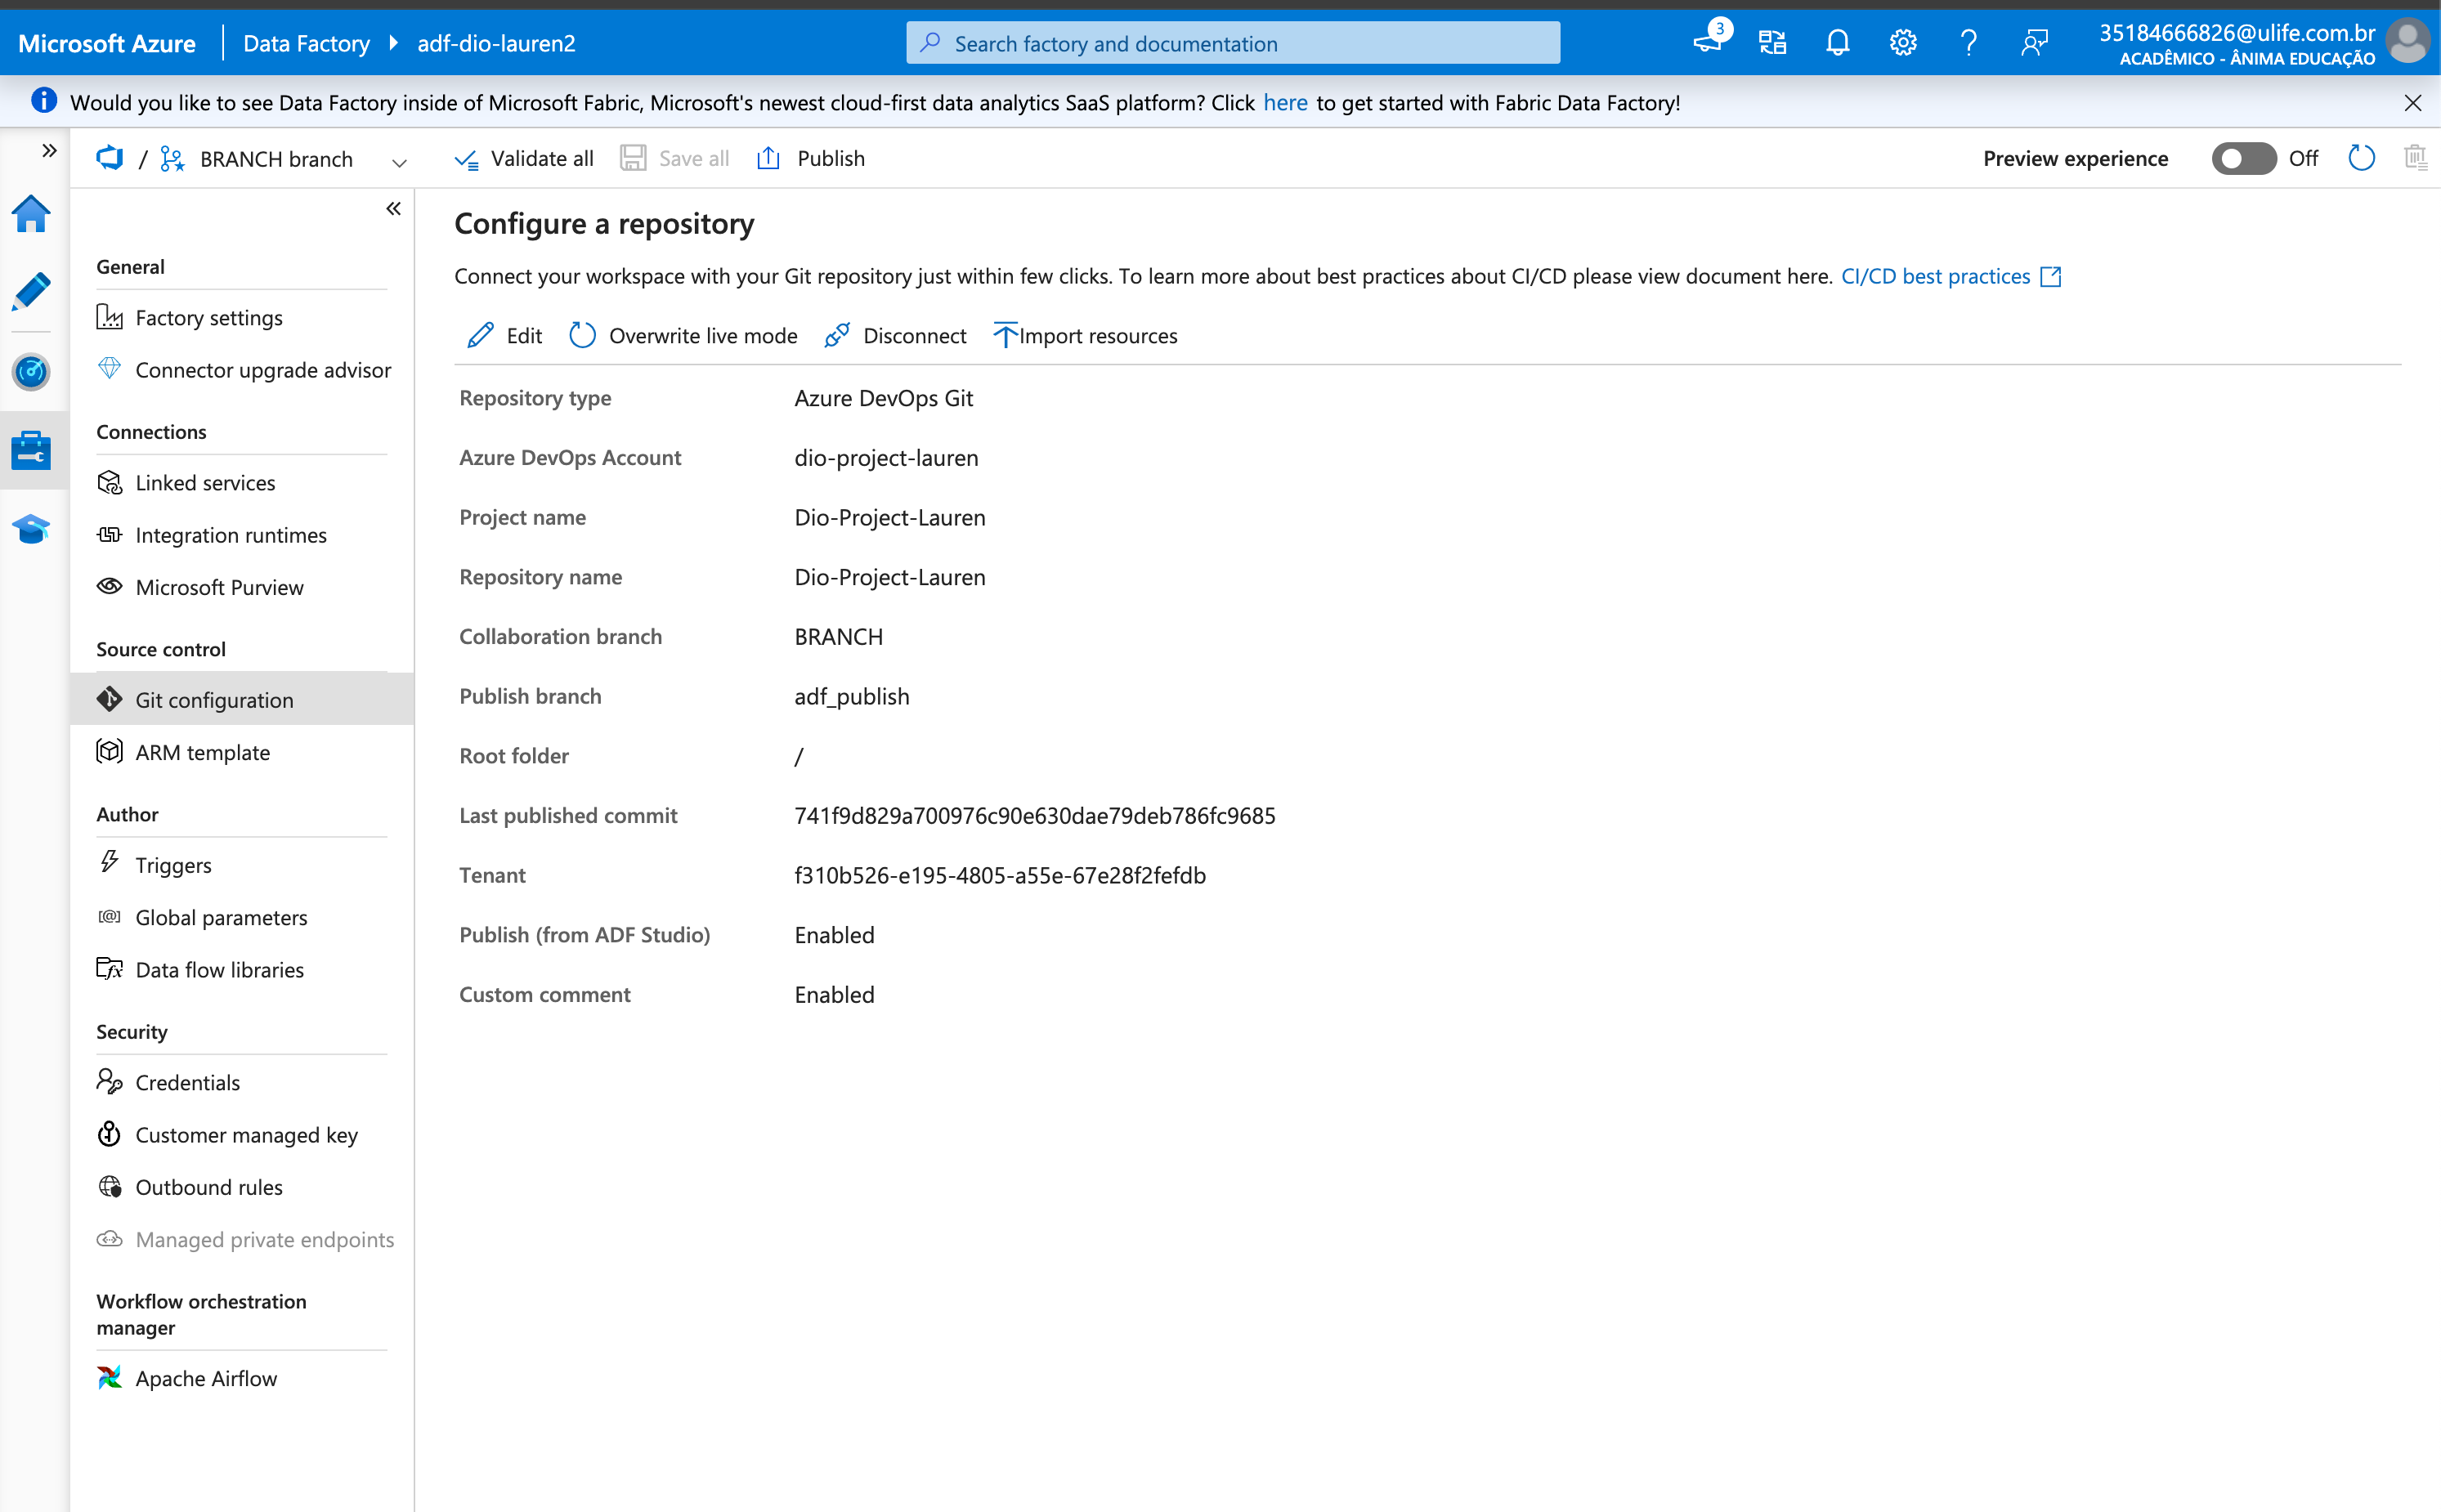 Microsoft Azure
Data Factory
adf-dio-lauren2
Search factory and documentation
3
35184666826@ulife.com.br
ACADÊMICO - ÂNIMA EDUCAÇÃO
Would you like to see Data Factory inside of Microsoft Fabric, Microsoft's newest cloud-first data analytics SaaS platform? Click here to get started with Fabric Data Factory!
/ BRANCH branch
Validate all
Save all
Publish
Preview experience
Off
General
Factory settings
Connector upgrade advisor
Connections
Linked services
Integration runtimes
Microsoft Purview
Source control
Git configuration
ARM template
Author
Triggers
Global parameters
Data flow libraries
Security
Credentials
Customer managed key
Outbound rules
Managed private endpoints
Workflow orchestration
manager
Apache Airflow
Configure a repository
Connect your workspace with your Git repository just within few clicks. To learn more about best practices about CI/CD please view document here. CI/CD best practices
Edit
Overwrite live mode
Disconnect
Import resources
Repository type Azure DevOps Git
Azure DevOps Account dio-project-lauren
Project name Dio-Project-Lauren
Repository name Dio-Project-Lauren
Collaboration branch BRANCH
Publish branch adf_publish
Root folder /
Last published commit 741f9d829a700976c90e630dae79deb786fc9685
Tenant f310b526-e195-4805-a55e-67e28f2fefdb
Publish (from ADF Studio) Enabled
Custom comment Enabled